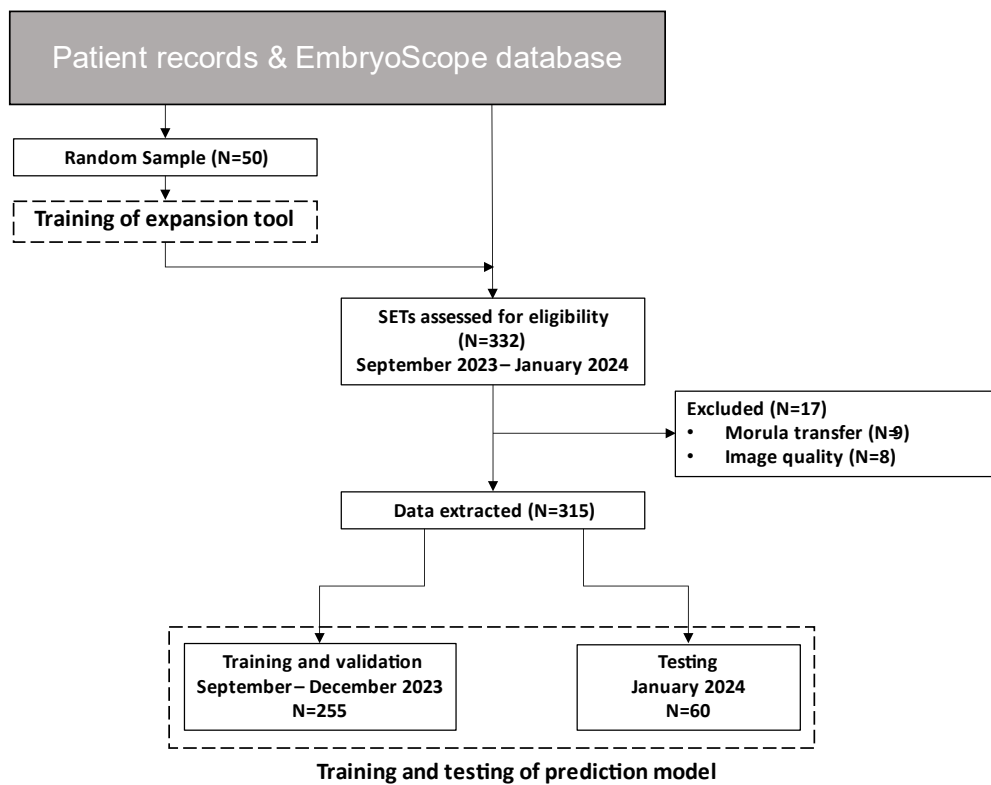 Patient records & EmbryoScope database
Random Sample (N=50)
Training of expansion tool
SETs assessed for eligibility
(N=332)
September 2023 – January 2024
Excluded (N=17)
• Morula transfer (N=9)
• Image quality (N=8)
Data extracted (N=315)
Training and validation
September – December 2023
N=255
Testing
January 2024
N=60
Training and testing of prediction model